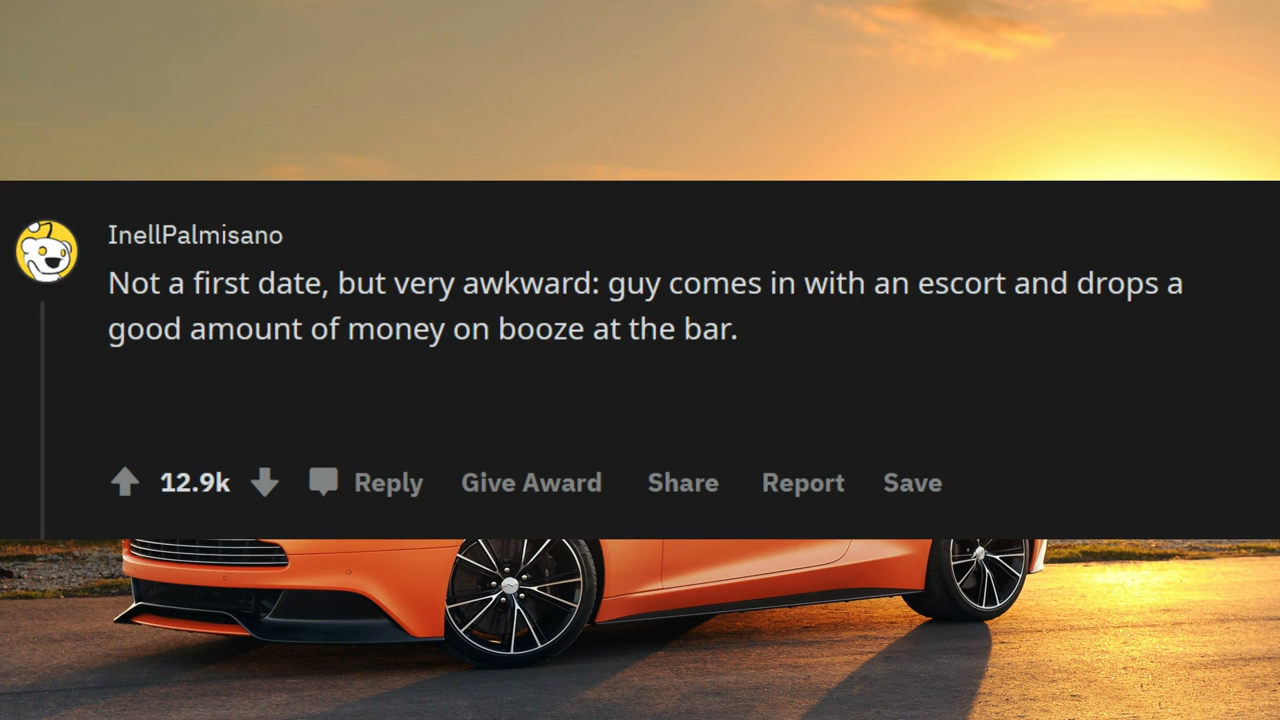 InellPalmisano
Not a first date, but very awkward: guy comes in with an escort and drops a
good amount of money on booze at the bar.
12.9k Reply Give Award Share Report Save